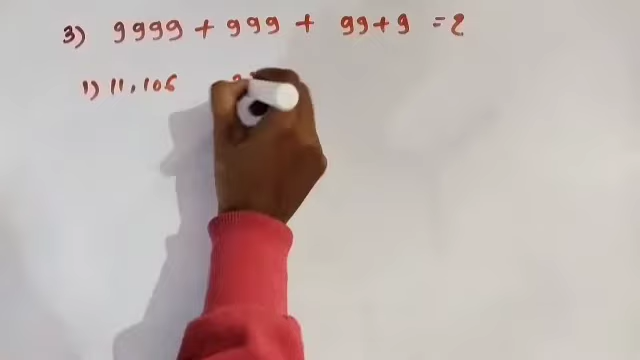 3) 9999 + 999 + 99 + 9 = ?
1) 11,106